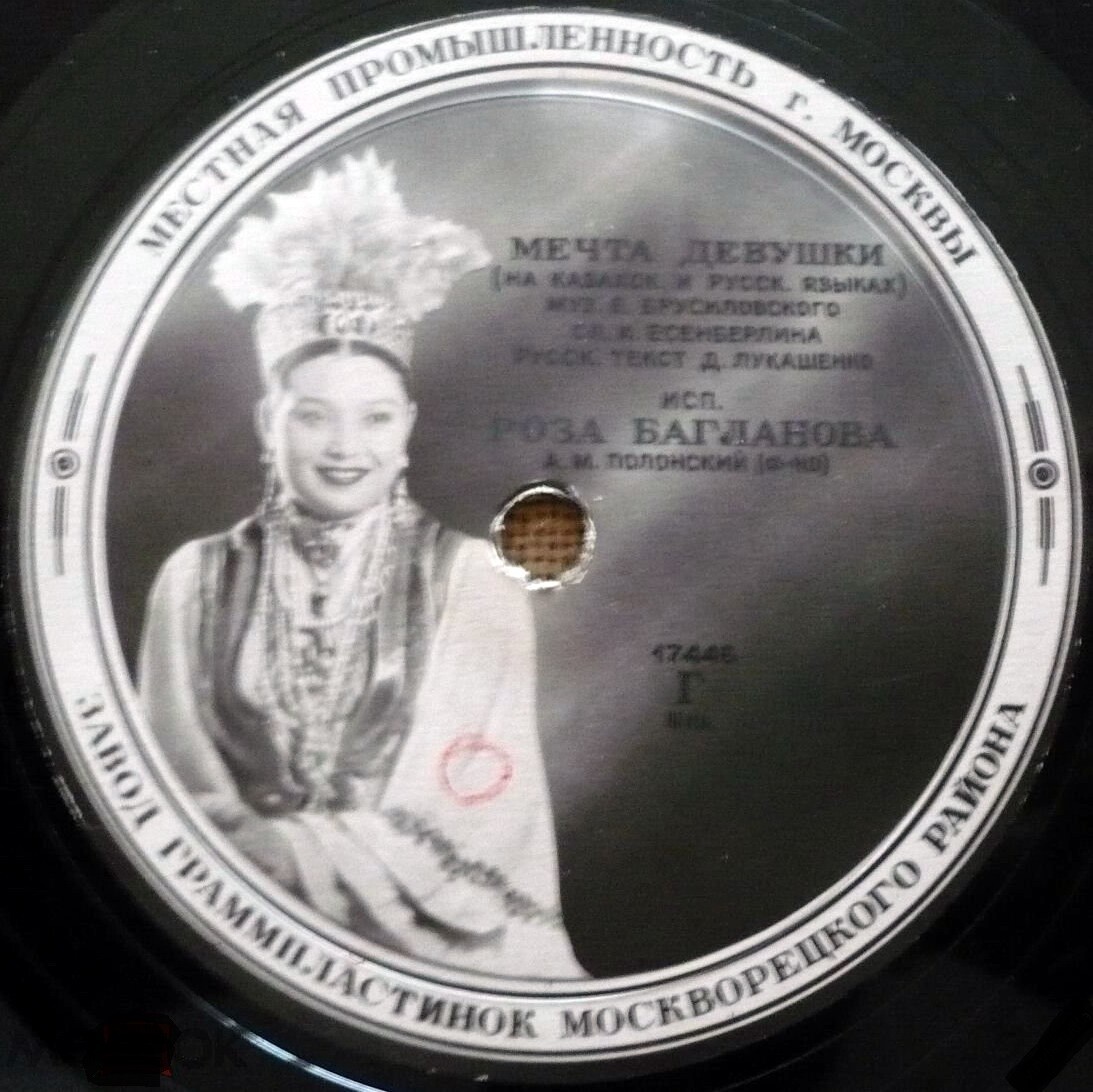 МЕСТНАЯ ПРОМЫШЛЕННОСТЬ г. МОСКВЫ
МЕЧТА ДЕВУШКИ
(НА КАЗАХСК. И РУССК. ЯЗЫКАХ)
МУЗ. Е. БРУСИЛОВСКОГО
СЛ. И. ЕСЕНБЕРЛИНА
РУССК. ТЕКСТ Д. ЛУКАШЕНКО
ИСП.
РОЗА БАГЛАНОВА
А. М. ПОЛОНСКИЙ (Ф-НО)
17446
Г
ЗАВОД ГРАММПЛАСТИНОК МОСКВОРЕЦКОГО РАЙОНА